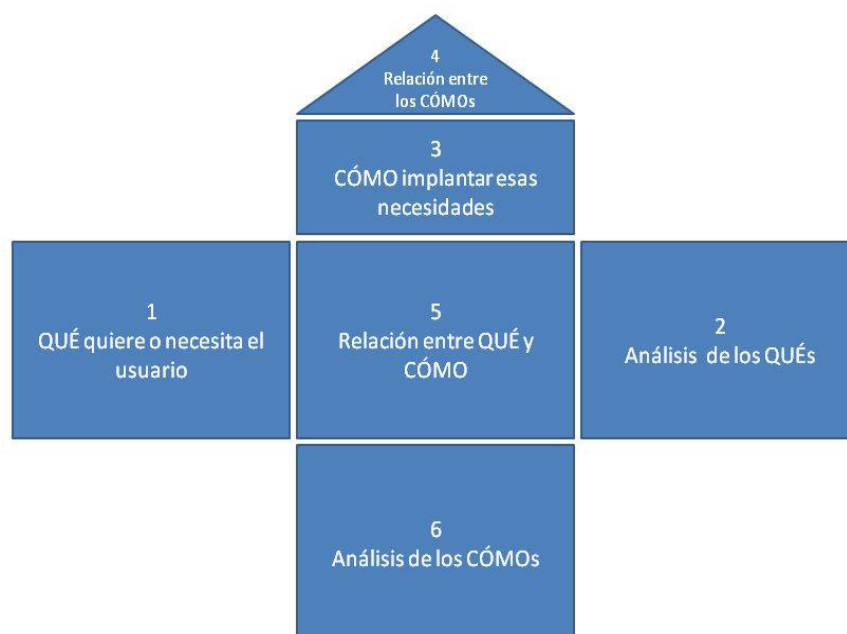 4
Relación entre
los CÓMOs
3
CÓMO implantar esas
necesidades
1
QUÉ quiere o necesita el
usuario
5
Relación entre QUÉ y
CÓMO
2
Análisis de los QUÉs
6
Análisis de los CÓMOs